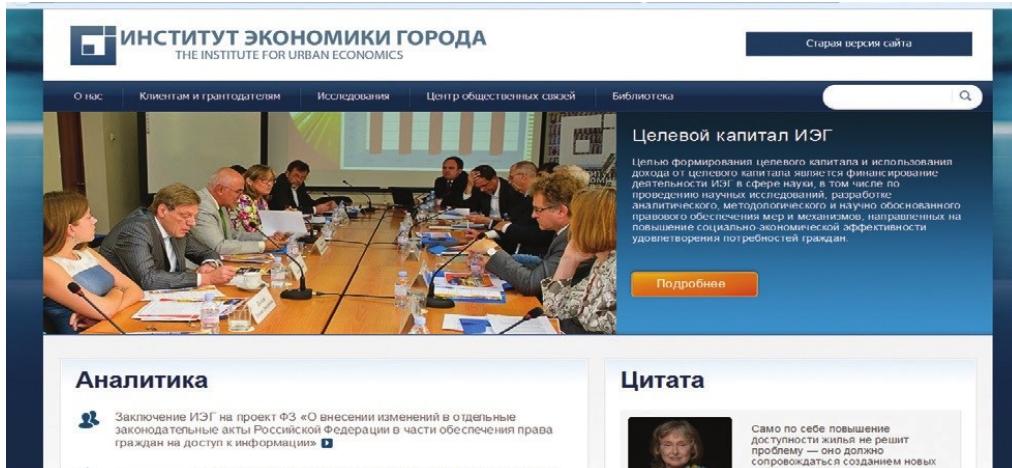 ИНСТИТУТ ЭКОНОМИКИ ГОРОДА
THE INSTITUTE FOR URBAN ECONOMICS
Старая версия сайта
О нас Клиентам и грантодателям Исследования Центр общественных связей Библиотека
Целевой капитал ИЭГ
Целью формирования целевого капитала и использования
дохода от целевого капитала является финансирование
деятельности ИЭГ в сфере науки, в том числе по
проведению научных исследований, разработке
аналитического, методологического и научно обоснованного
правового обеспечения мер и механизмов, направленных на
повышение социально-экономической эффективности
удовлетворения потребностей граждан.
Подробнее
Аналитика
Заключение ИЭГ на проект ФЗ «О внесении изменений в отдельные
законодательные акты Российской Федерации в части обеспечения права
граждан на доступ к информации»
Цитата
Само по себе повышение
доступности жилья не решит
проблему — оно должно
сопровождаться созданием новых